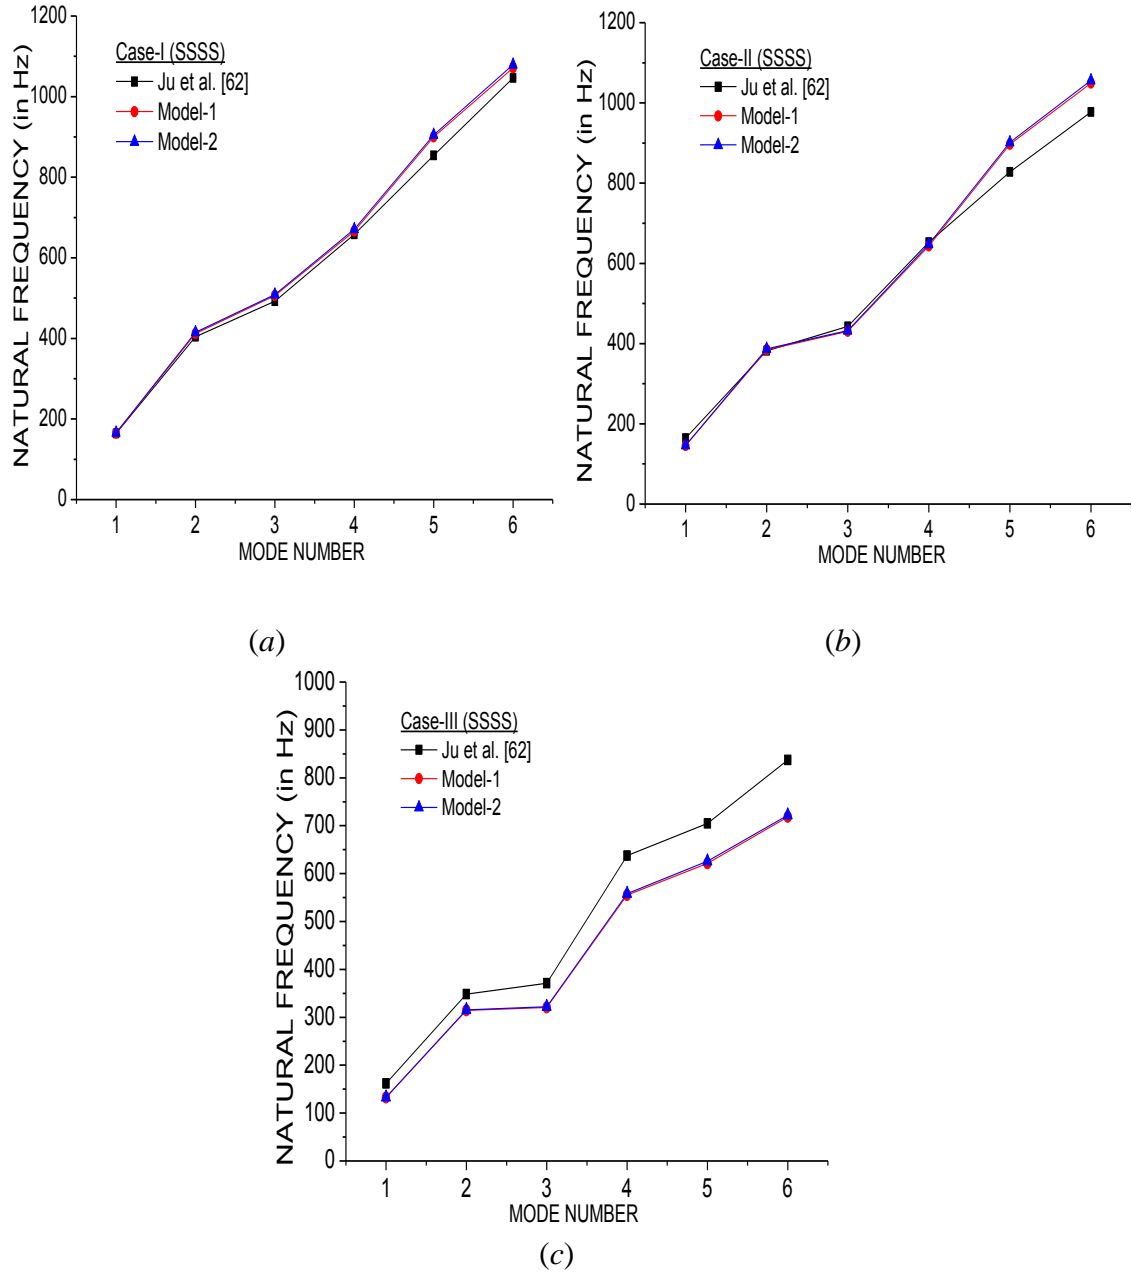 NATURAL FREQUENCY (in Hz)
1200
1000
800
600
400
200
0
Case-I (SSSS)
Ju et al. [62]
Model-1
Model-2
1 2 3 4 5 6
MODE NUMBER
(a)
NATURAL FREQUENCY (in Hz)
1200
1000
800
600
400
200
0
Case-II (SSSS)
Ju et al. [62]
Model-1
Model-2
1 2 3 4 5 6
MODE NUMBER
(b)
NATURAL FREQUENCY (in Hz)
1000
900
800
700
600
500
400
300
200
100
0
Case-III (SSSS)
Ju et al. [62]
Model-1
Model-2
1 2 3 4 5 6
MODE NUMBER
(c)